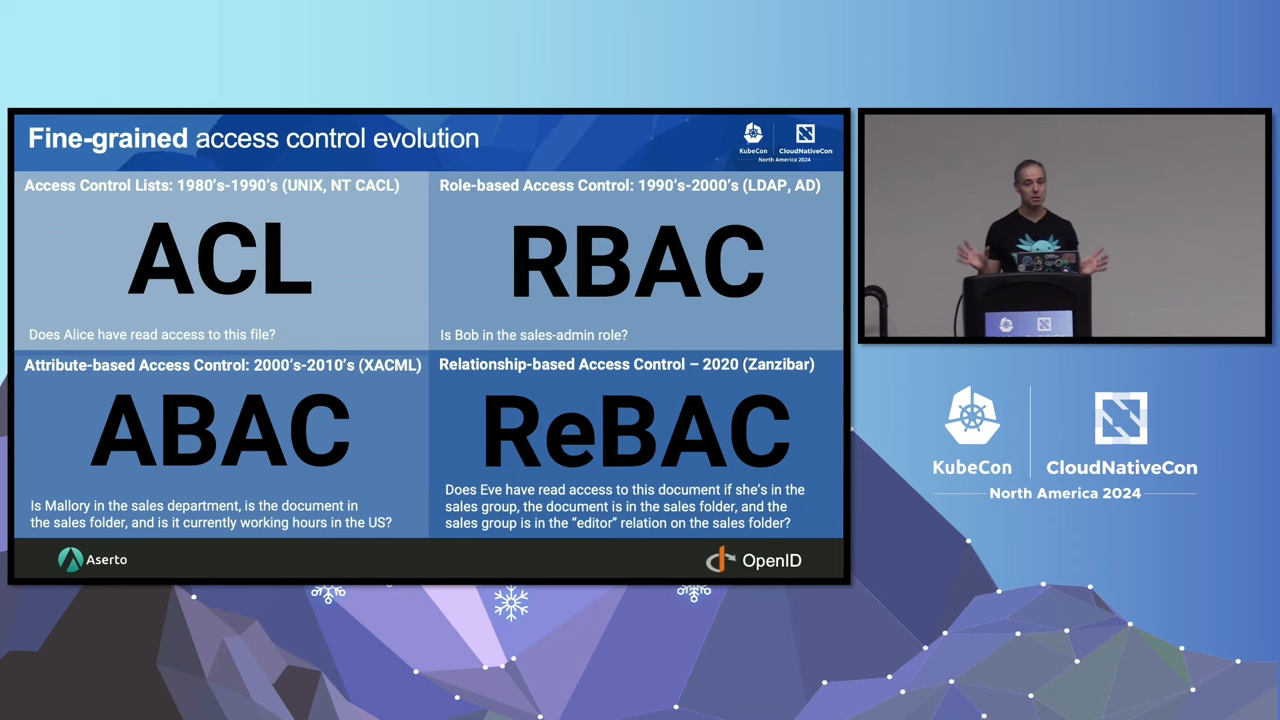 Fine-grained access control evolution
KubeCon
CloudNativeCon
North America 2024
Access Control Lists: 1980's-1990's (UNIX, NT CACL)
ACL
Does Alice have read access to this file?
Role-based Access Control: 1990's-2000's (LDAP, AD)
RBAC
Is Bob in the sales-admin role?
Attribute-based Access Control: 2000's-2010's (XACML)
ABAC
Is Mallory in the sales department, is the document in
the sales folder, and is it currently working hours in the US?
Relationship-based Access Control – 2020 (Zanzibar)
ReBAC
Does Eve have read access to this document if she's in the
sales group, the document is in the sales folder, and the
sales group is in the “editor” relation on the sales folder?
Aserto
OpenID
KubeCon
CloudNativeCon
North America 2024